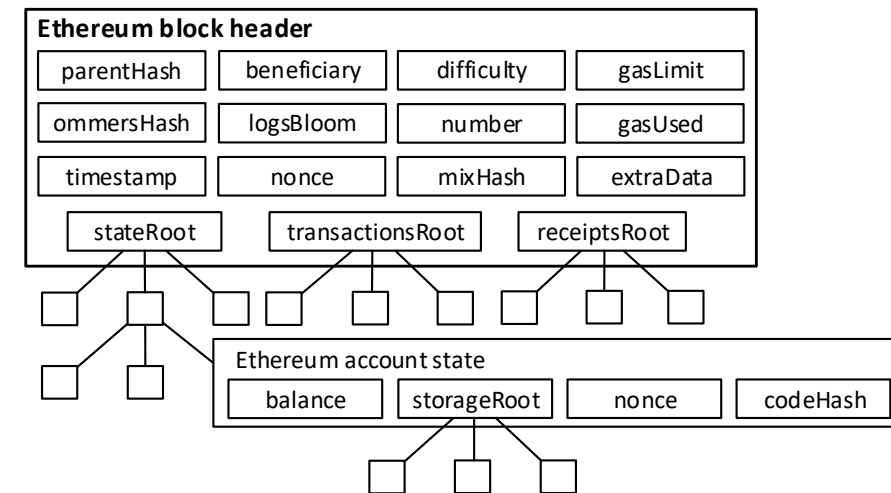 Ethereum block header
parentHash beneficiary difficulty gasLimit
ommersHash logsBloom number gasUsed
timestamp nonce mixHash extraData
stateRoot transactionsRoot receiptsRoot
Ethereum account state
balance storageRoot nonce codeHash